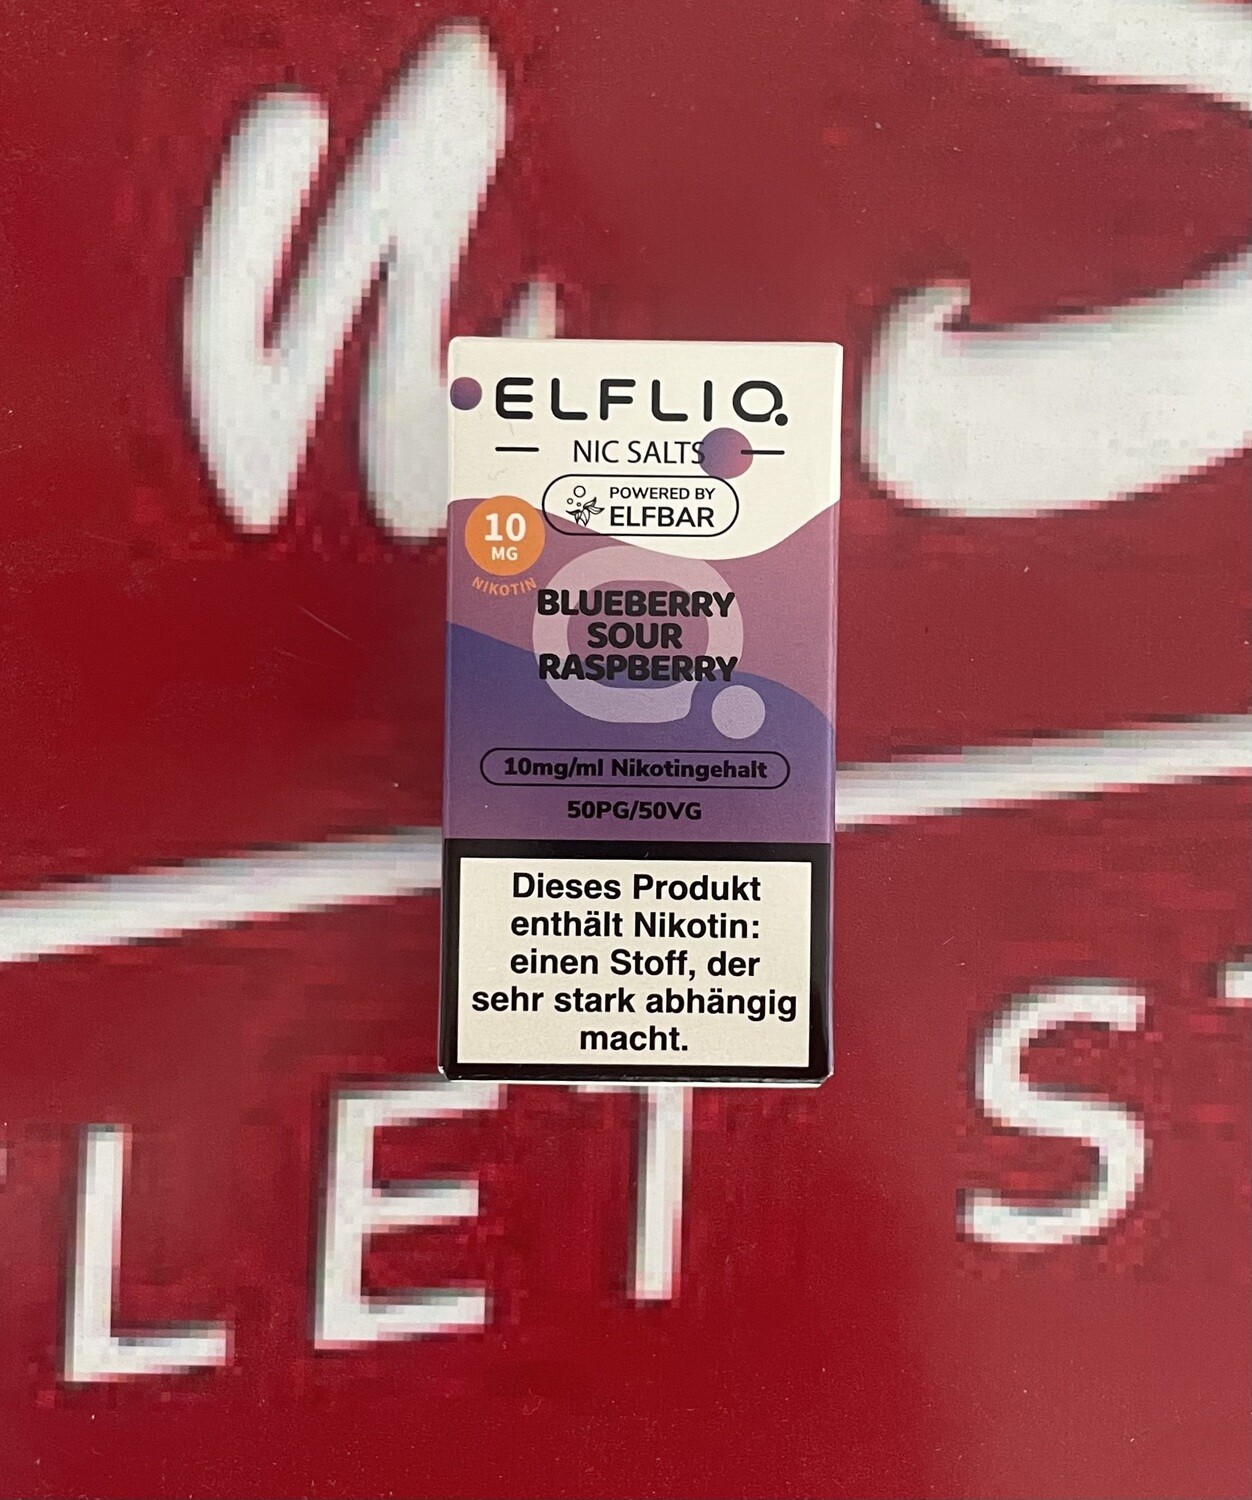 ELFLIQ
NIC SALTS
POWERED BY
ELFBAR
10
MG
NIKOTIN
BLUEBERRY
SOUR
RASPBERRY
10mg/ml Nikotingehalt
50PG/50VG
Dieses Produkt
enthält Nikotin:
einen Stoff, der
sehr stark abhängig
macht.
LET S